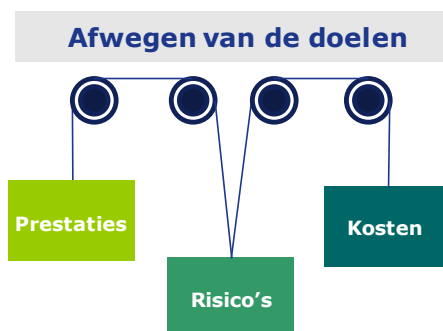 Afwegen van de doelen
Prestaties
Kosten
Risico’s